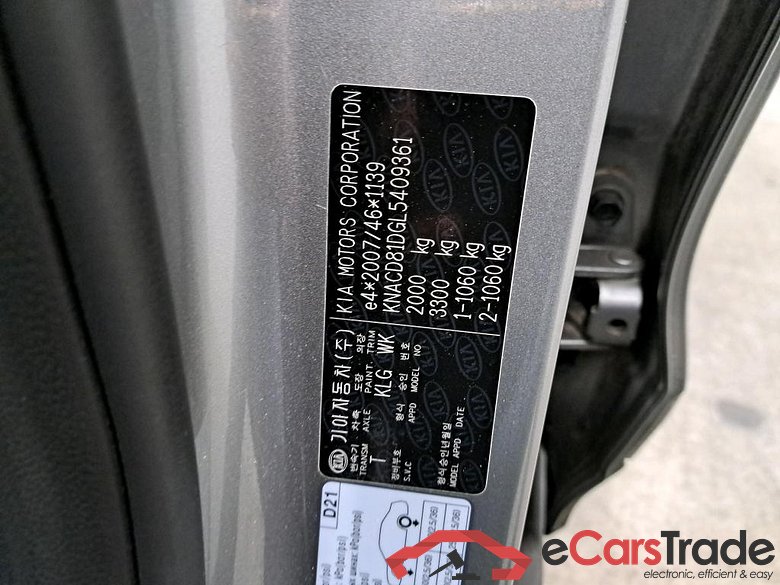 KIA 기아자동차(주) KIA MOTORS CORPORATION
변속기 차축 도장 외장 e4*2007/46*1139
TRANSM AXLE PAINT TRIM
T KLG WK KNACD81DGL5409361
정비부호 형식 승인 번호 2000 kg
S.V.C APPD MODEL NO 3300 kg
1-1060 kg
형식승인년월일 2-1060 kg
MODEL APPD DATE
D21
eCarsTrade
electronic, efficient & easy